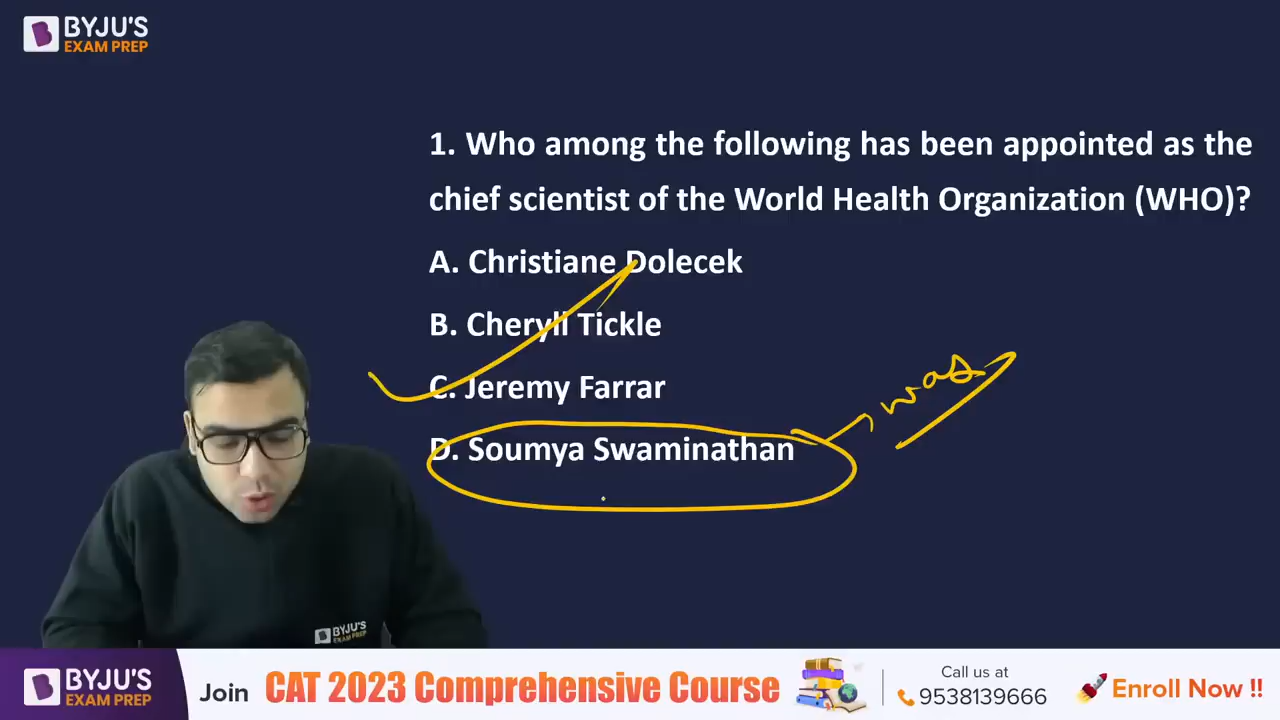 BYJU'S
EXAM PREP
1. Who among the following has been appointed as the
chief scientist of the World Health Organization (WHO)?
A. Christiane Dolecek
B. Cheryll Tickle
C. Jeremy Farrar
D. Soumya Swaminathan
was
BYJU'S
EXAM PREP
BYJU'S
EXAM PREP
Join CAT 2023 Comprehensive Course
Call us at
9538139666
Enroll Now !!